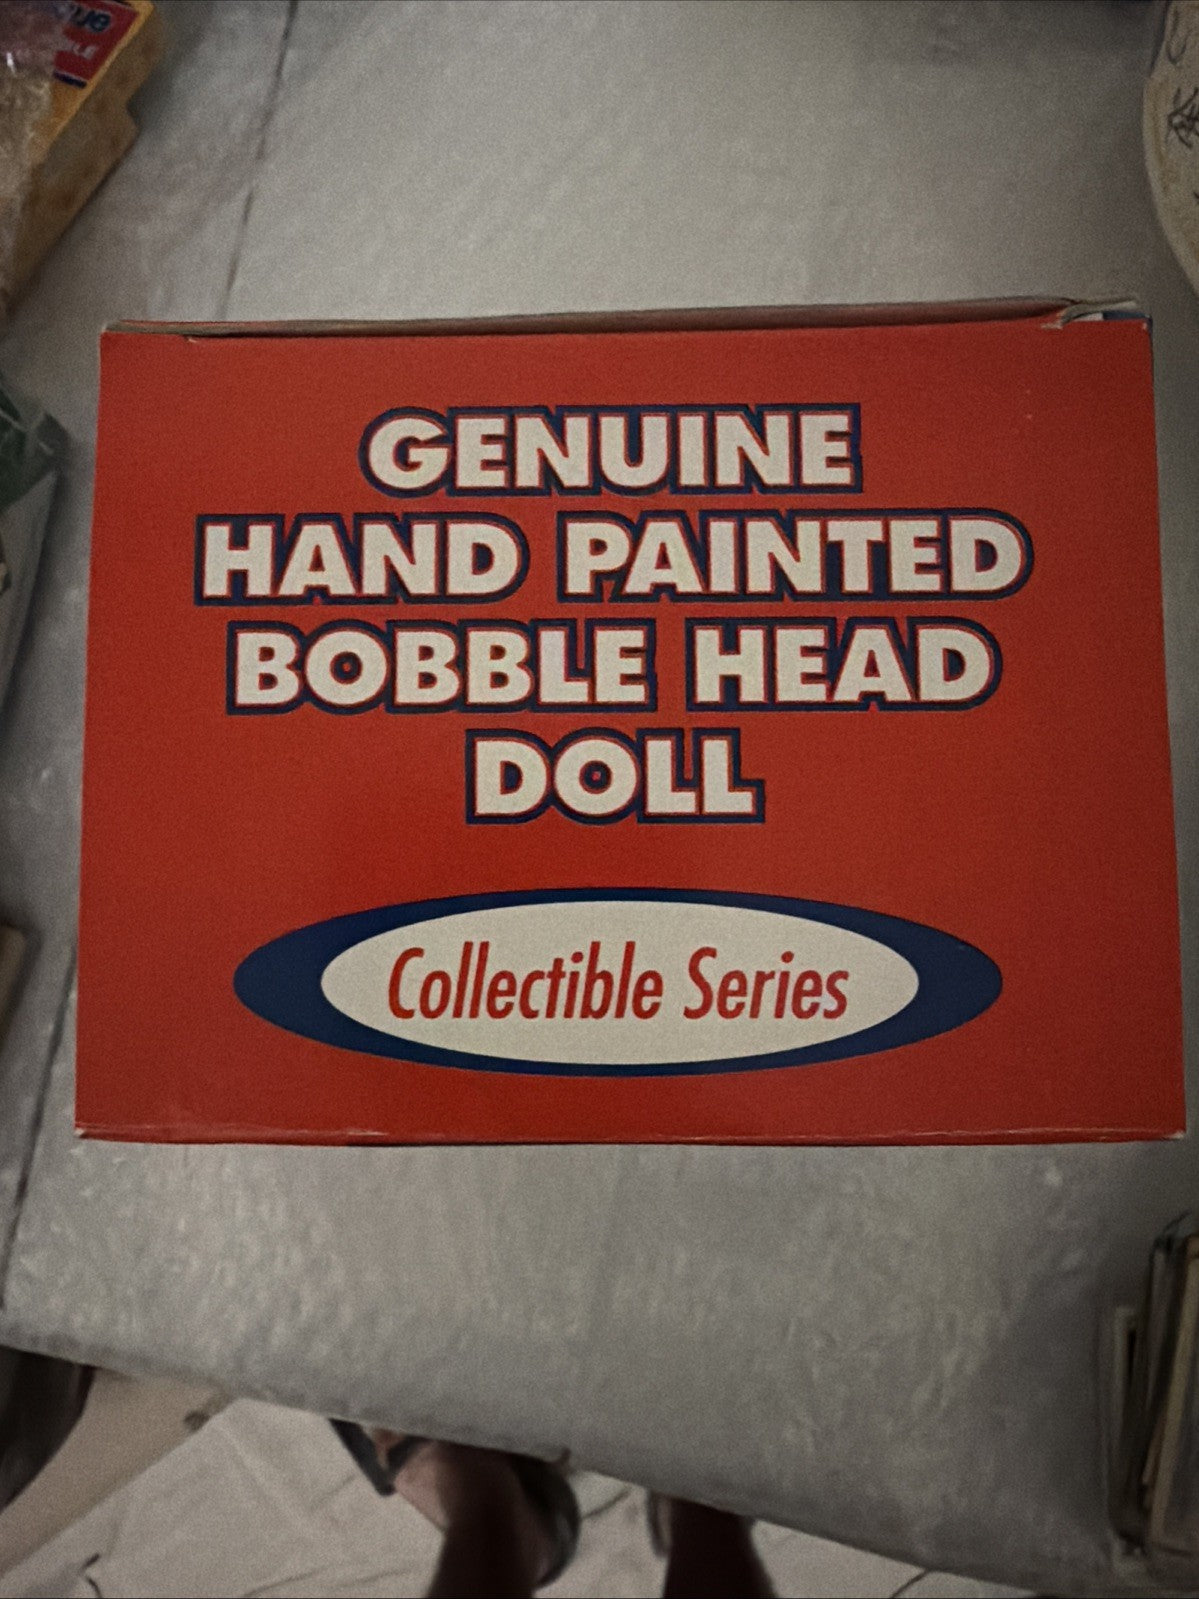 GENUINE
HAND PAINTED
BOBBLE HEAD
DOLL
Collectible Series